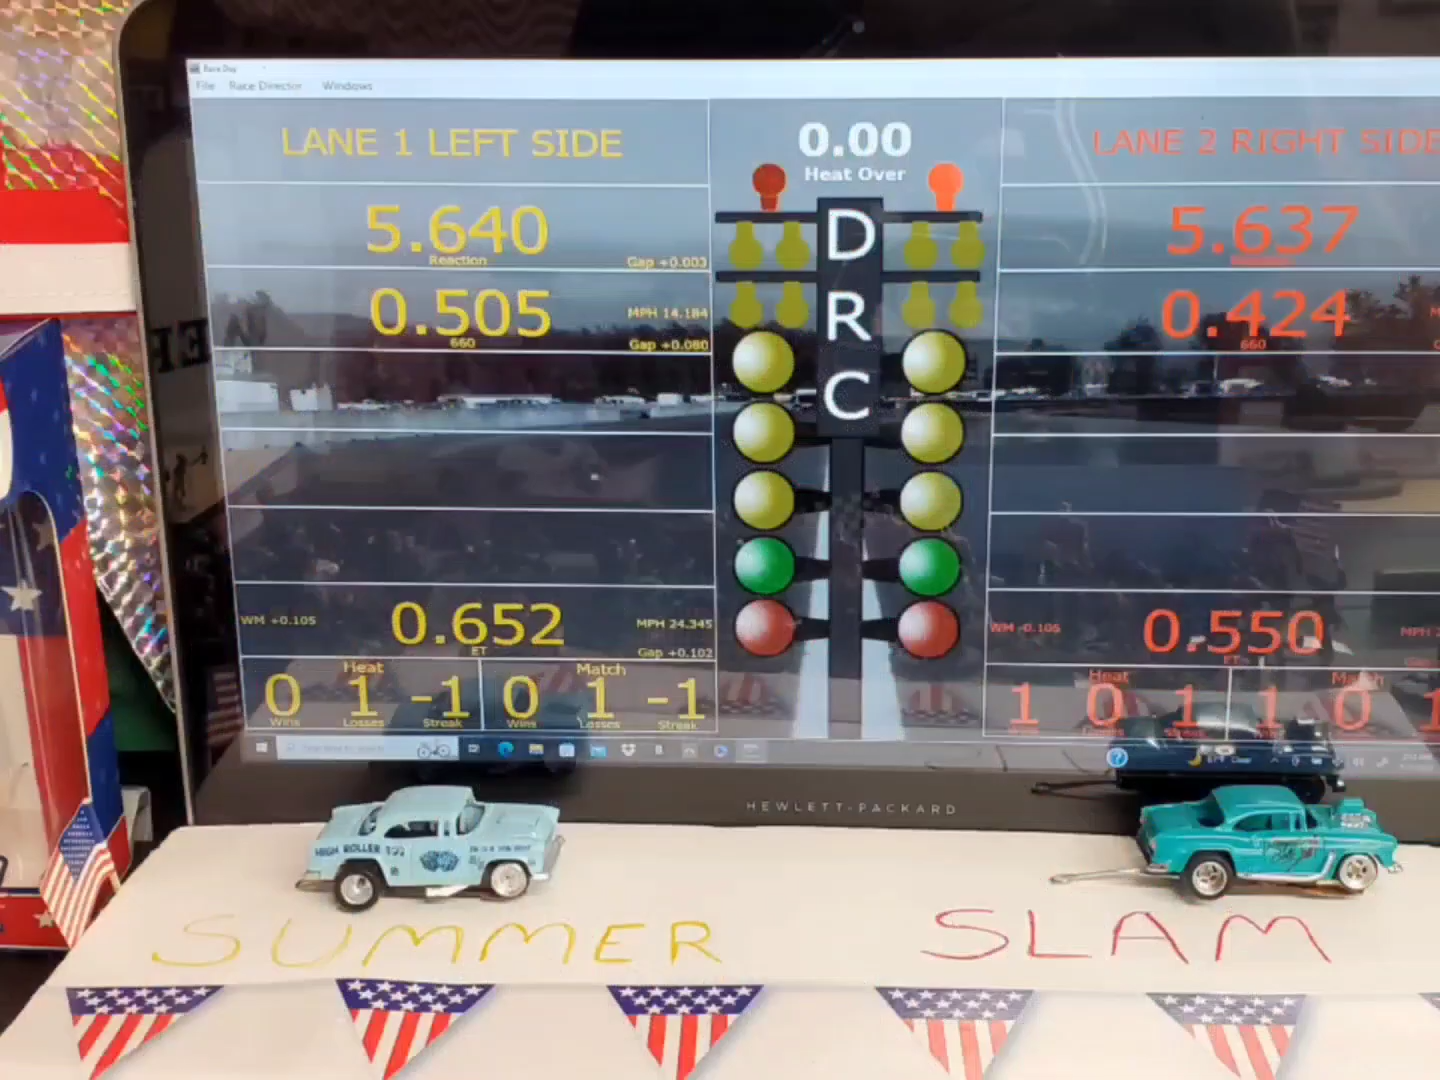 Race Day
File Race Director Windows
LANE 1 LEFT SIDE
5.640
Reaction
Gap +0.003
0.505
660
MPH 14.184
Gap +0.080
WM +0.105
0.652
ET
MPH 24.345
Gap +0.102
Heat
0 1 -1
Wins Losses Streak
Match
0 1 -1
Wins Losses Streak
0.00
Heat Over
D
R
C
LANE 2 RIGHT SIDE
5.637
0.424
660
WM -0.105
0.550
ET
Heat
1 0 1
Match
1 0 1
HEWLETT-PACKARD
HIGH ROLLER
SUMMER SLAM